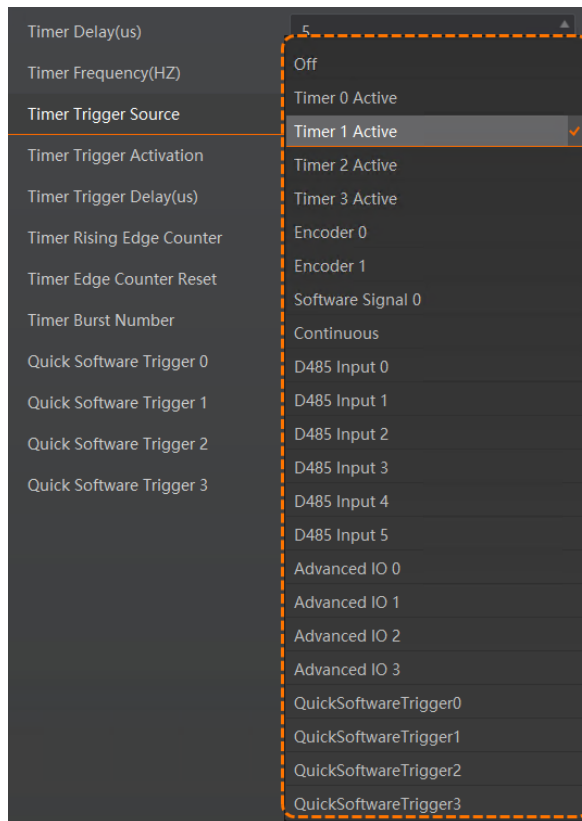 Timer Delay(us)
5
Timer Frequency(HZ)
Off
Timer Trigger Source
Timer 0 Active
Timer 1 Active
Timer Trigger Activation
Timer 2 Active
Timer Trigger Delay(us)
Timer 3 Active
Timer Rising Edge Counter
Encoder 0
Timer Edge Counter Reset
Encoder 1
Software Signal 0
Timer Burst Number
Continuous
Quick Software Trigger 0
D485 Input 0
Quick Software Trigger 1
D485 Input 1
Quick Software Trigger 2
D485 Input 2
Quick Software Trigger 3
D485 Input 3
D485 Input 4
D485 Input 5
Advanced IO 0
Advanced IO 1
Advanced IO 2
Advanced IO 3
QuickSoftwareTrigger0
QuickSoftwareTrigger1
QuickSoftwareTrigger2
QuickSoftwareTrigger3